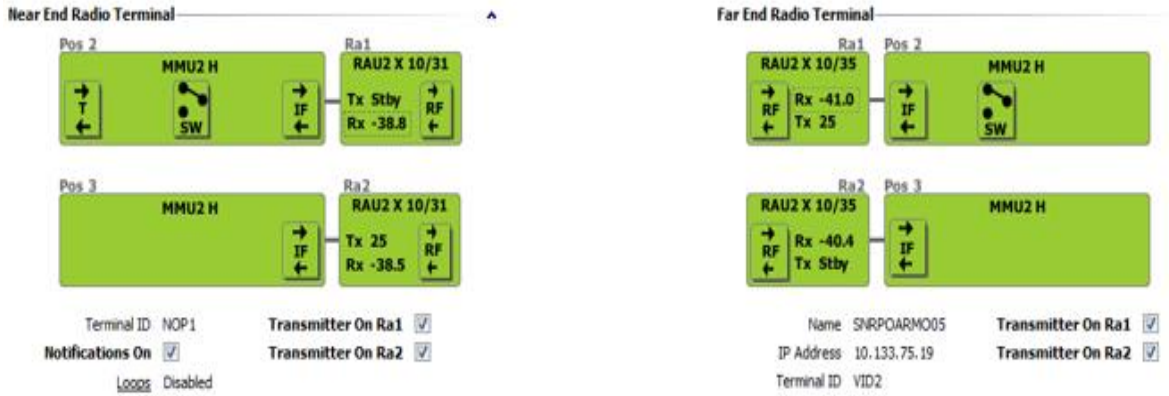 Near End Radio Terminal
Pos 2
Ra1
MMU2 H
RAU2 X 10/31
T
SW
IF
Tx Stby
Rx -38.8
RF
Pos 3
Ra2
MMU2 H
RAU2 X 10/31
IF
Tx 25
Rx -38.5
RF
Terminal ID NOP1
Transmitter On Ra1
Notifications On
Transmitter On Ra2
Loops Disabled
Far End Radio Terminal
Ra1
Pos 2
RAU2 X 10/35
MMU2 H
RF
Rx -41.0
Tx 25
IF
SW
Ra2
Pos 3
RAU2 X 10/35
MMU2 H
RF
Rx -40.4
Tx Stby
IF
Name SNRPOARMO05
Transmitter On Ra1
IP Address 10.133.75.19
Transmitter On Ra2
Terminal ID VID2